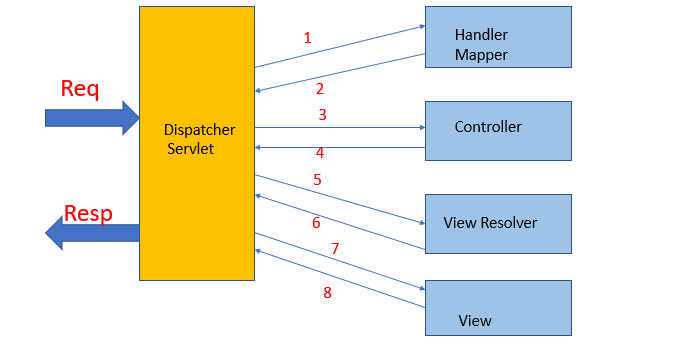 Req
Resp
Dispatcher
Servlet
1
2
3
4
5
6
7
8
Handler
Mapper
Controller
View Resolver
View